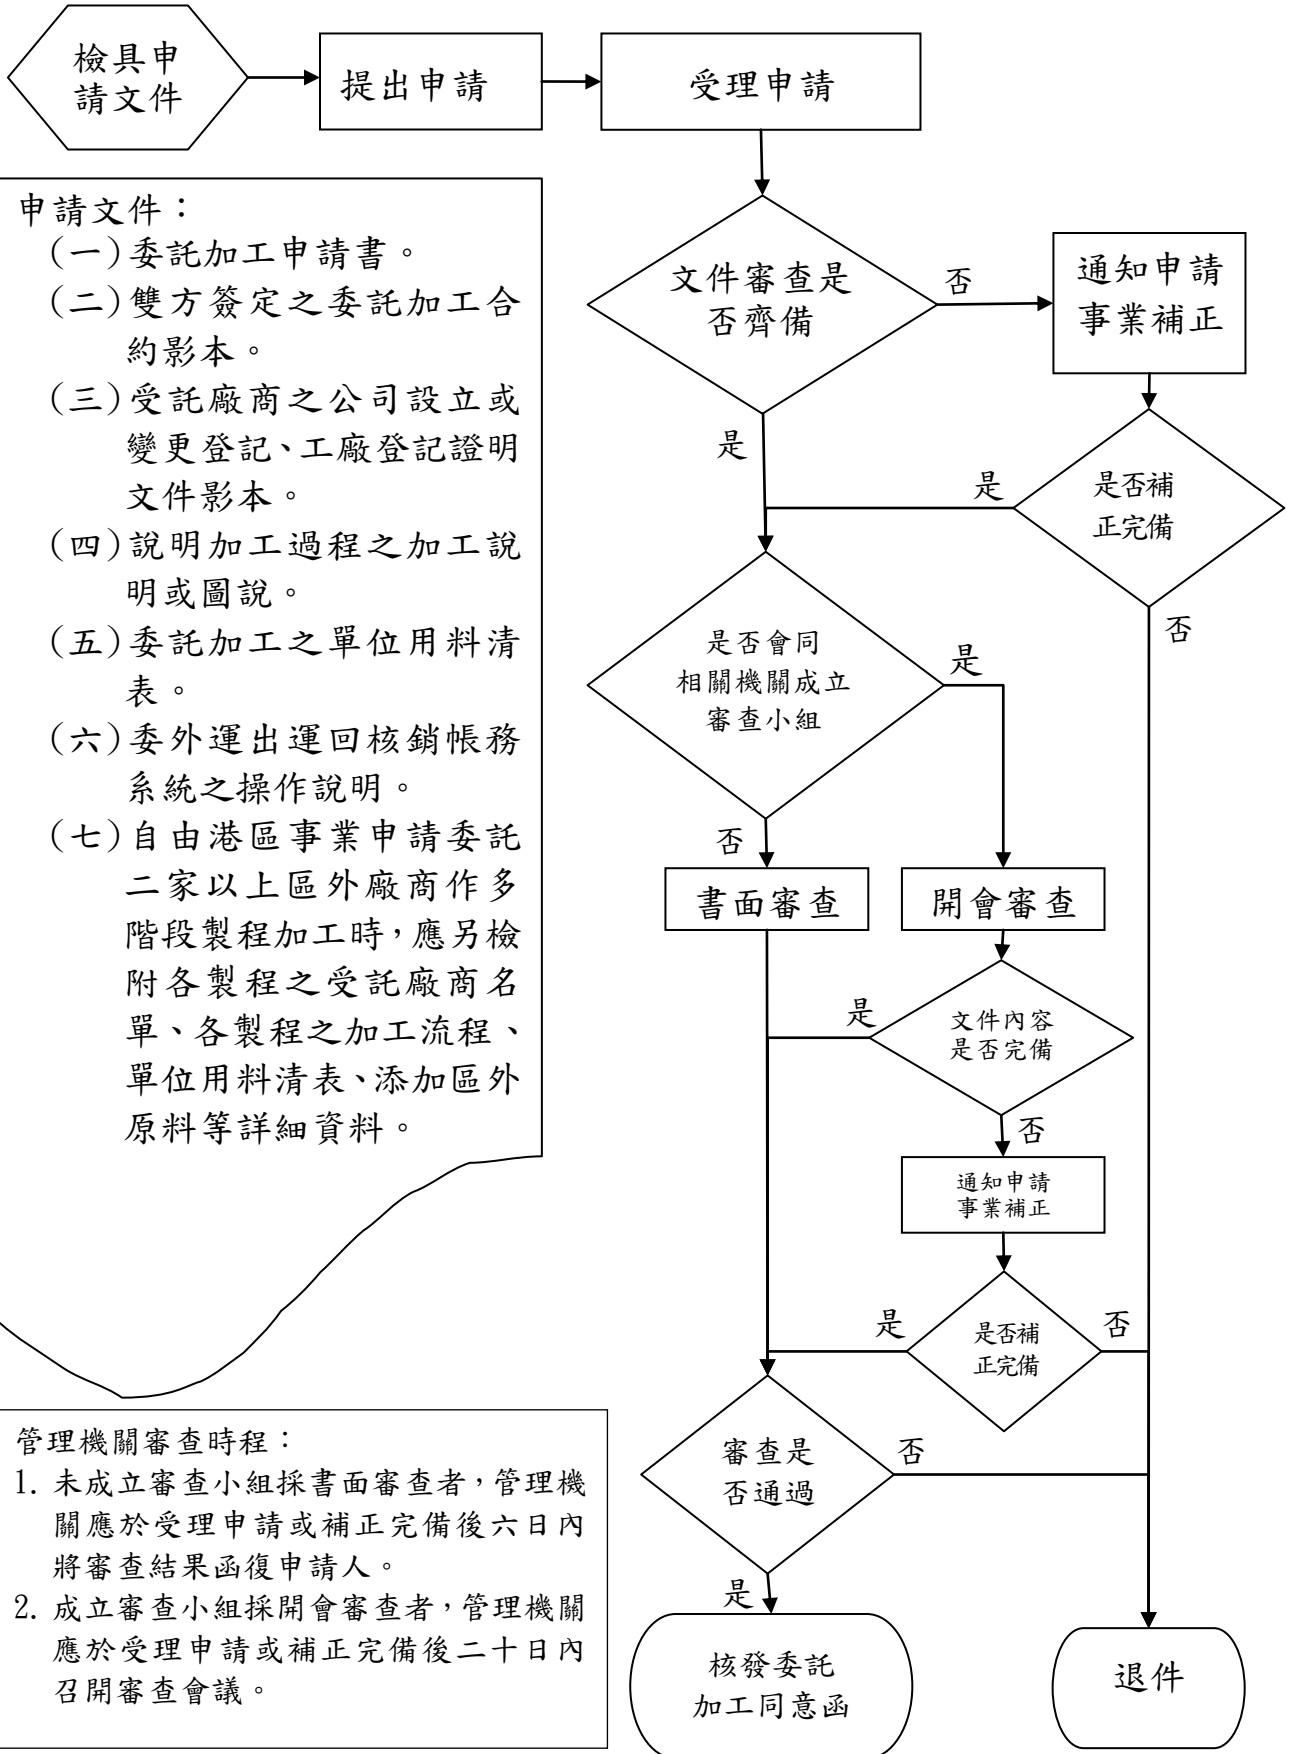 檢具申
請文件
提出申請
受理申請
申請文件：
(一)委託加工申請書。
(二)雙方簽定之委託加工合
約影本。
(三)受託廠商之公司設立或
變更登記、工廠登記證明
文件影本。
(四)說明加工過程之加工說
明或圖說。
(五)委託加工之單位用料清
表。
(六)委外運出運回核銷帳務
系統之操作說明。
(七)自由港區事業申請委託
二家以上區外廠商作多
階段製程加工時，應另檢
附各製程之受託廠商名
單、各製程之加工流程、
單位用料清表、添加區外
原料等詳細資料。
文件審查是
否齊備
否
通知申請
事業補正
是
是
是否補
正完備
否
是否會同
相關機關成立
審查小組
是
否
書面審查
開會審查
是
文件內容
是否完備
否
通知申請
事業補正
是
是否補
正完備
否
審查是
否通過
否
是
核發委託
加工同意函
退件
管理機關審查時程：
1. 未成立審查小組採書面審查者，管理機
關應於受理申請或補正完備後六日內
將審查結果函復申請人。
2. 成立審查小組採開會審查者，管理機關
應於受理申請或補正完備後二十日內
召開審查會議。